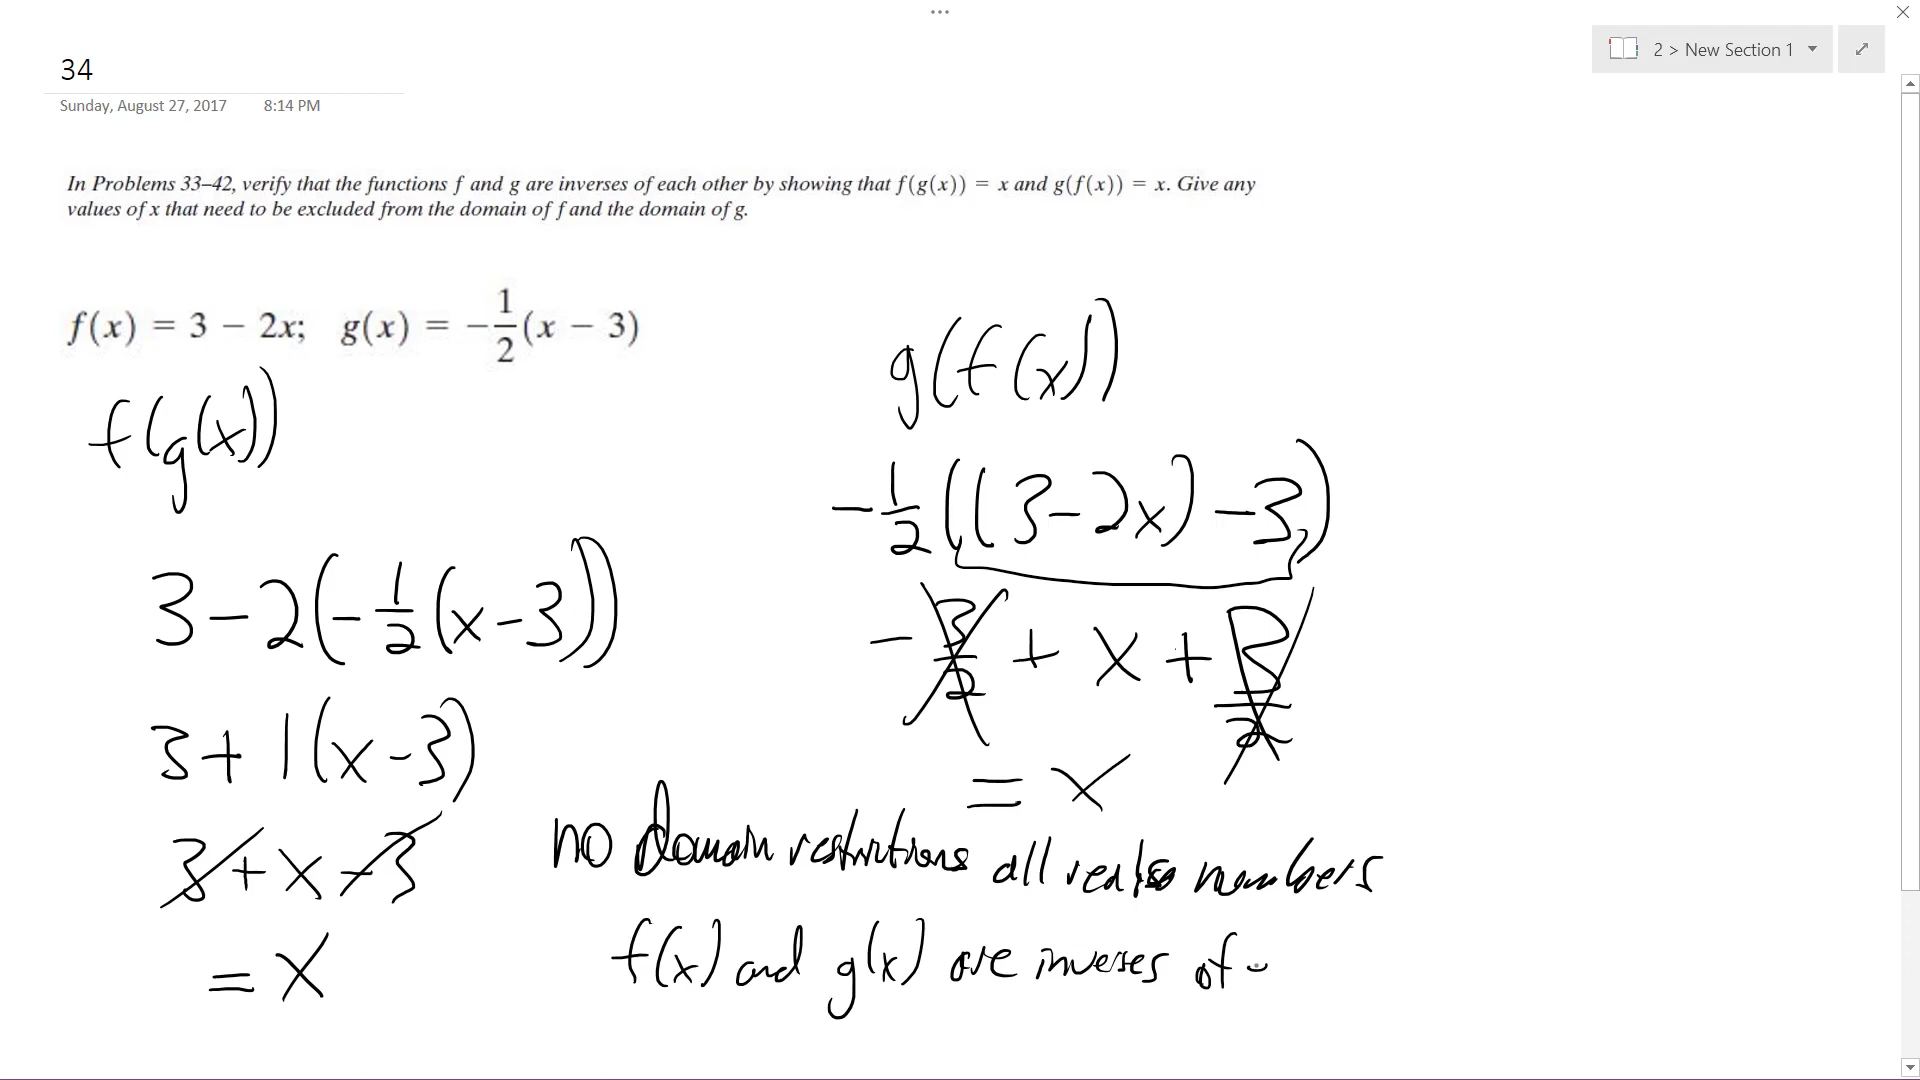 2 > New Section 1
34
Sunday, August 27, 2017 8:14 PM
In Problems 33–42, verify that the functions f and g are inverses of each other by showing that f(g(x)) = x and g(f(x)) = x. Give any
values of x that need to be excluded from the domain of f and the domain of g.
f(x) = 3 − 2x; g(x) = −1/2(x − 3)
f(g(x))
3 − 2(−1/2(x − 3))
3 + 1(x − 3)
3 + x − 3
= x
g(f(x))
−1/2((3 − 2x) − 3)
−3/2 + x + 3/2
= x
no domain restrictions all real numbers
f(x) and g(x) are inverses of